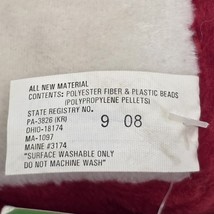 ALL NEW MATERIAL
CONTENTS: POLYESTER FIBER & PLASTIC BEADS
(POLYPROPYLENE PELLETS)
STATE REGISTRY NO.
PA-3826 (KR)
OHIO-18174
MA-1097
MAINE #3174
9 08
"SURFACE WASHABLE ONLY
DO NOT MACHINE WASH"